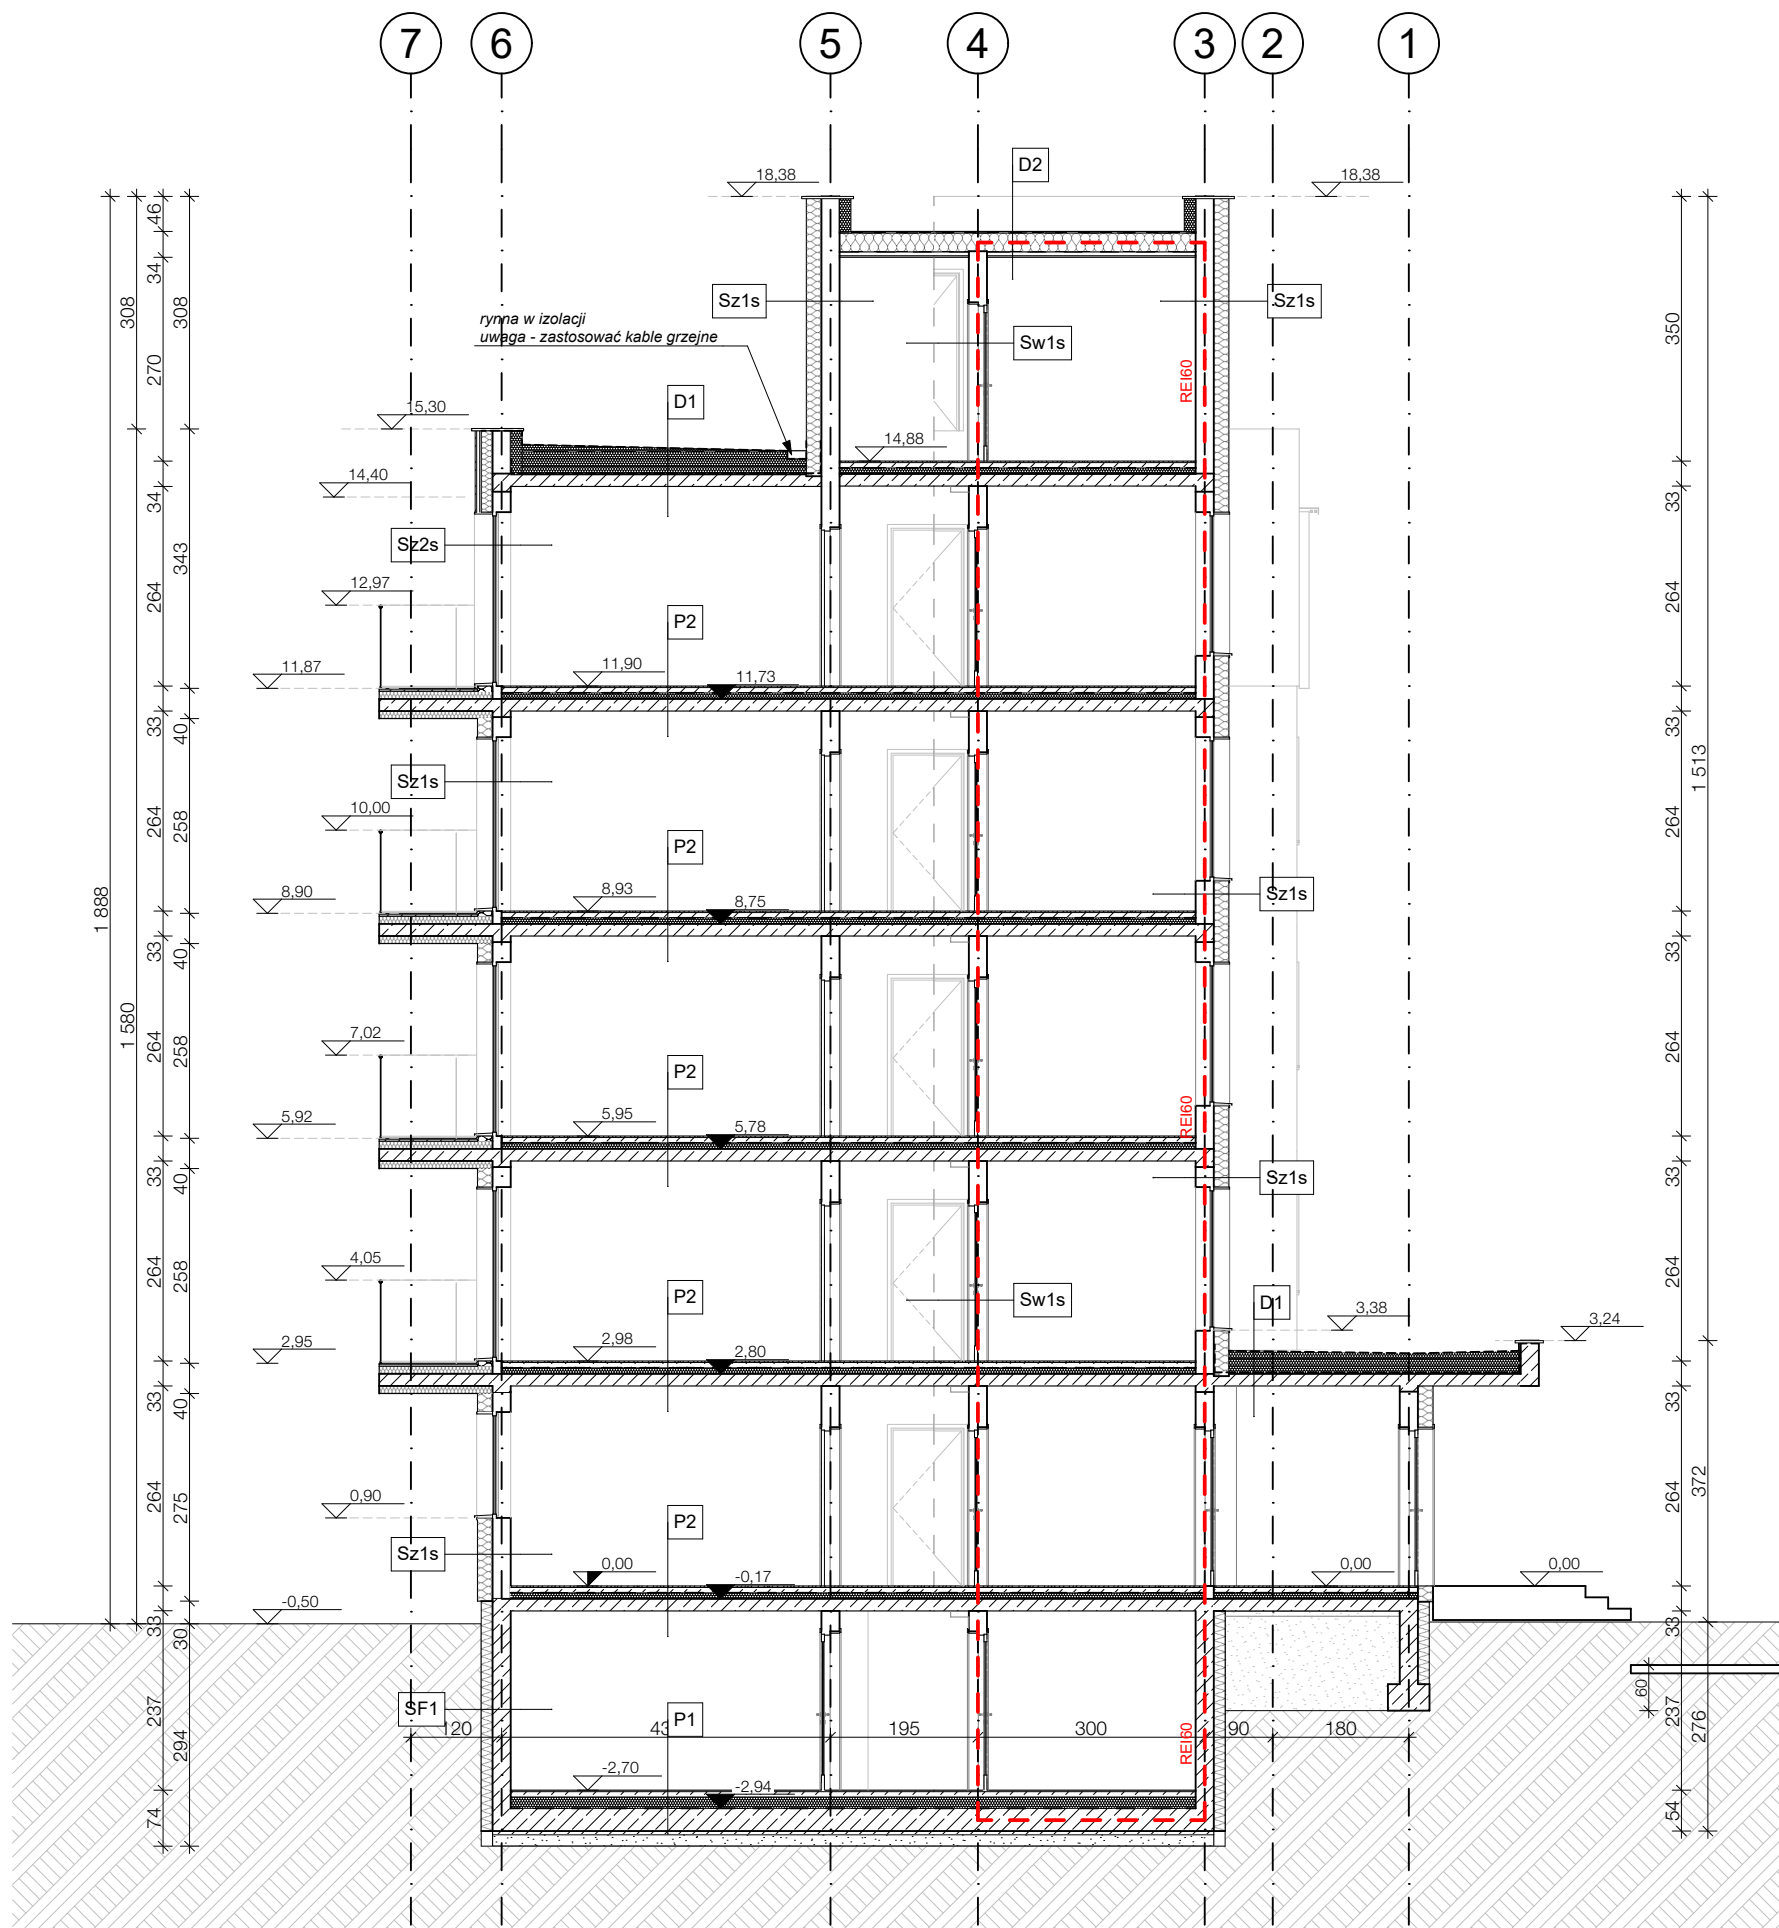 7 6 5 4 3 2 1
D2
18,38 18,38
46
34
308 308
270
350
Sz1s Sz1s
rynna w izolacji
uwaga - zastosować kable grzejne
Sw1s
REI60
D1
15,30
14,88
14,40
34 33
Sz2s
343
264 264
12,97
P2
11,87 11,90 11,73
33 40 33
1 513
Sz1s
10,00
264 258 264
P2
1 888
8,90 8,93 8,75
Sz1s
33 40 33
1 580
7,02
264 258 264
P2
REI60
5,92 5,95 5,78
33 40 33
Sz1s
4,05
264 258 264
P2
Sw1s
D1
3,38 3,24
2,95 2,98 2,80
33 40 33
264 275 264
372
0,90
P2
Sz1s
0,00 -0,17 0,00 0,00
-0,50
33 30 33
SF1
P1
237 294 237 276
60
120 43 195 300 90 180
REI60
-2,70 -2,94
74 54